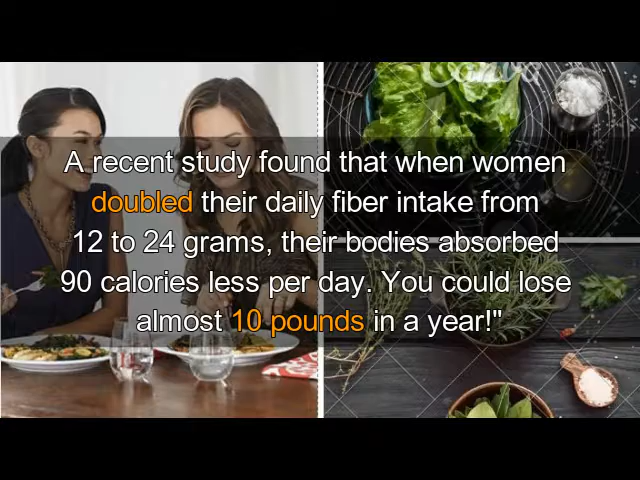 Canva
A recent study found that when women
doubled their daily fiber intake from
12 to 24 grams, their bodies absorbed
90 calories less per day. You could lose
almost 10 pounds in a year!"